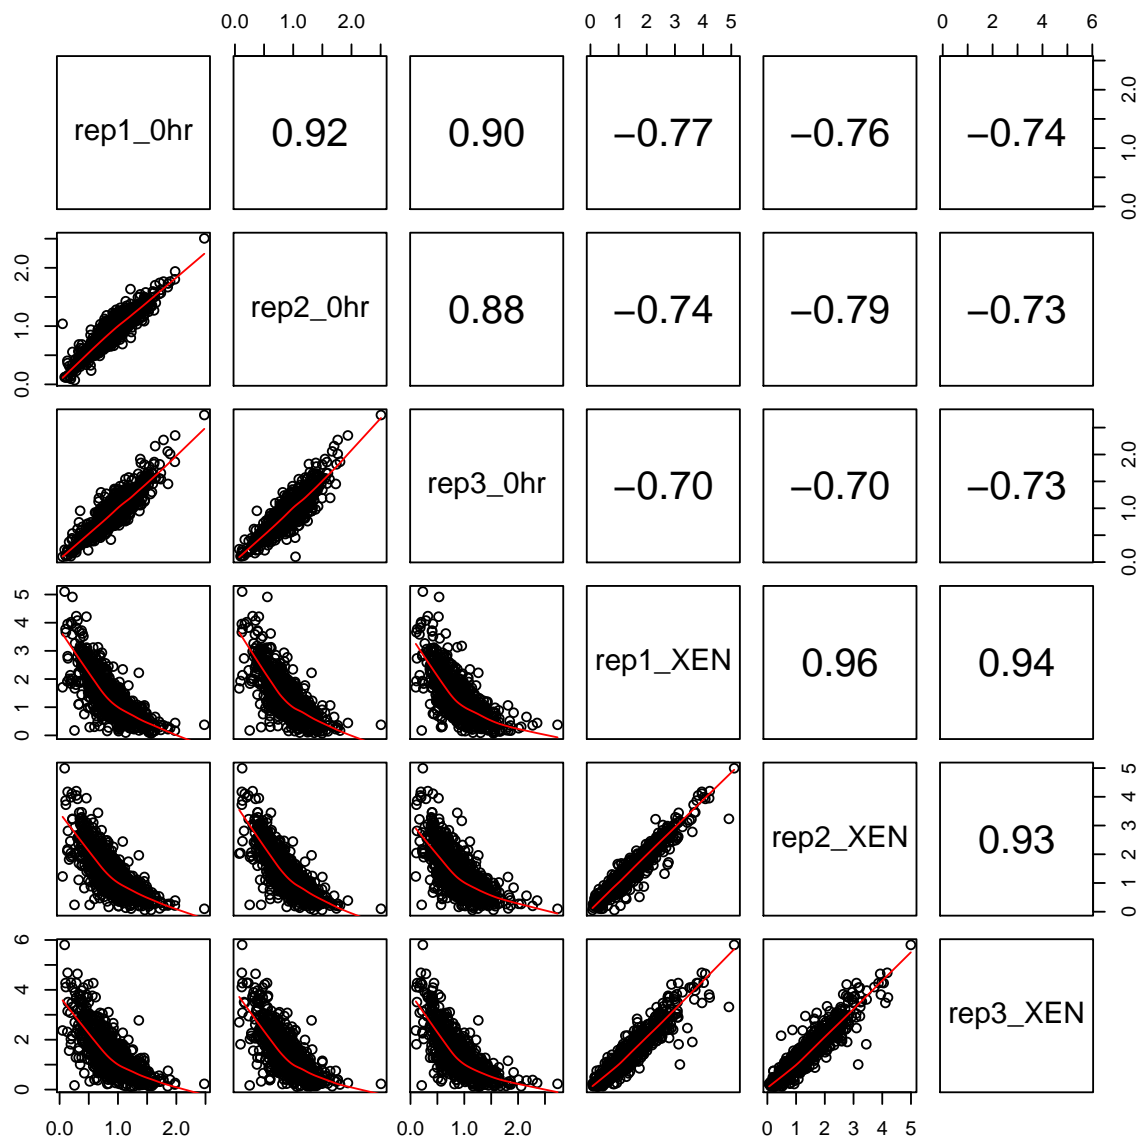 0.0 1.0 2.0 0 1 2 3 4 5 0 2 4 6
rep1_0hr 0.92 0.90 −0.77 −0.76 −0.74
0.0 1.0 2.0
0.0 1.0 2.0
rep2_0hr 0.88 −0.74 −0.79 −0.73
rep3_0hr −0.70 −0.70 −0.73
0.0 1.0 2.0
0 1 2 3 4 5
rep1_XEN 0.96 0.94
rep2_XEN 0.93
0 1 2 3 4 5
0 2 4 6
rep3_XEN
0.0 1.0 2.0 0.0 1.0 2.0 0 1 2 3 4 5